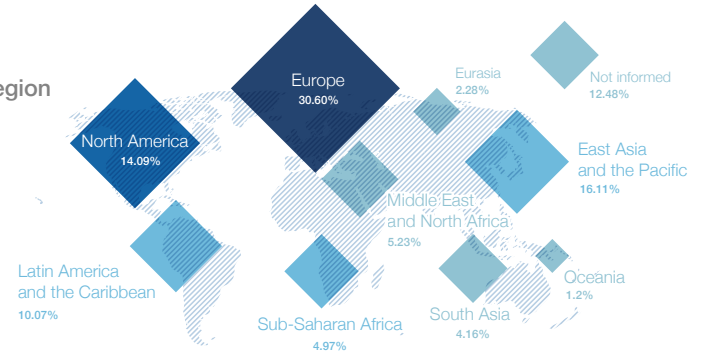 egion
Europe
30.60%
Eurasia
2.28%
Not informed
12.48%
North America
14.09%
East Asia
and the Pacific
16.11%
Middle East
and North Africa
5.23%
Latin America
and the Caribbean
10.07%
Sub-Saharan Africa
4.97%
South Asia
4.16%
Oceania
1.2%